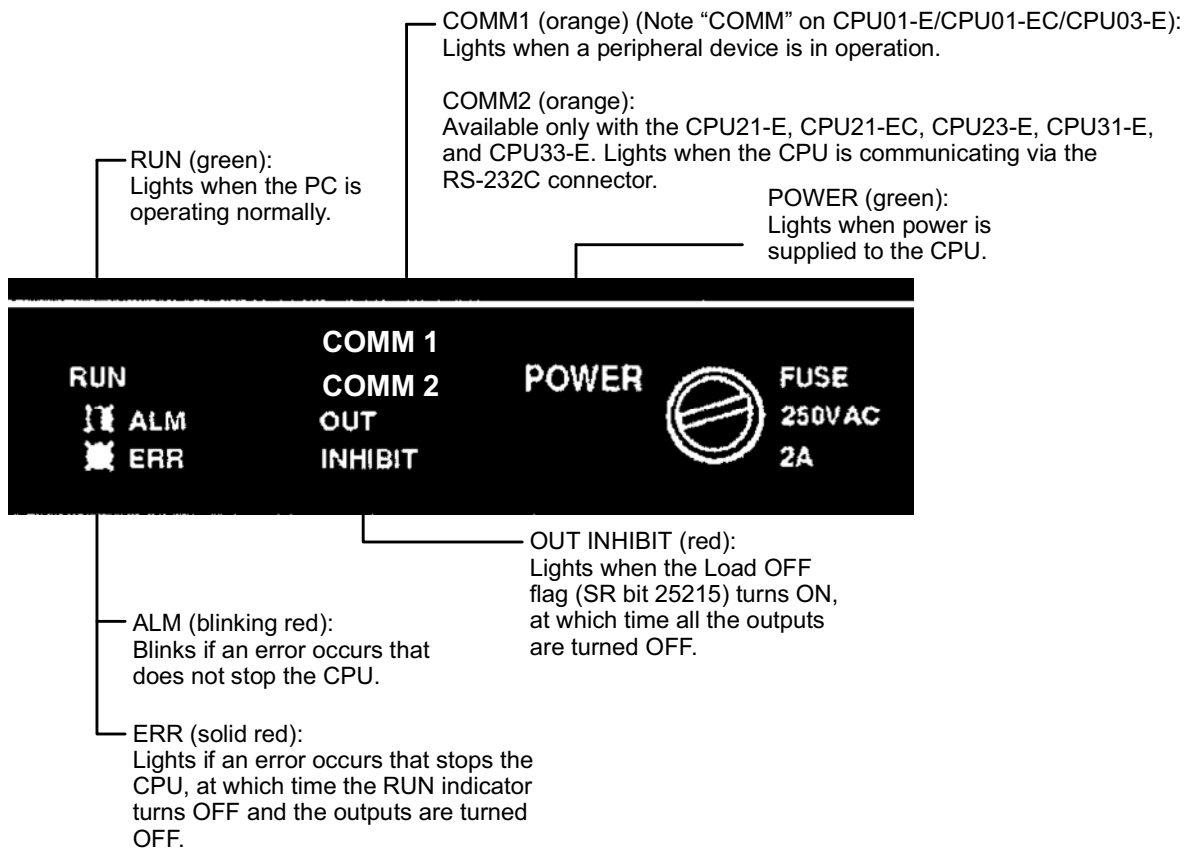 COMM1 (orange) (Note “COMM” on CPU01-E/CPU01-EC/CPU03-E):
Lights when a peripheral device is in operation.
COMM2 (orange):
Available only with the CPU21-E, CPU21-EC, CPU23-E, CPU31-E,
and CPU33-E. Lights when the CPU is communicating via the
RS-232C connector.
RUN (green):
Lights when the PC is
operating normally.
POWER (green):
Lights when power is
supplied to the CPU.
RUN
ALM
ERR
COMM 1
COMM 2
OUT
INHIBIT
POWER
FUSE
250VAC
2A
OUT INHIBIT (red):
Lights when the Load OFF
flag (SR bit 25215) turns ON,
at which time all the outputs
are turned OFF.
ALM (blinking red):
Blinks if an error occurs that
does not stop the CPU.
ERR (solid red):
Lights if an error occurs that stops the
CPU, at which time the RUN indicator
turns OFF and the outputs are turned
OFF.